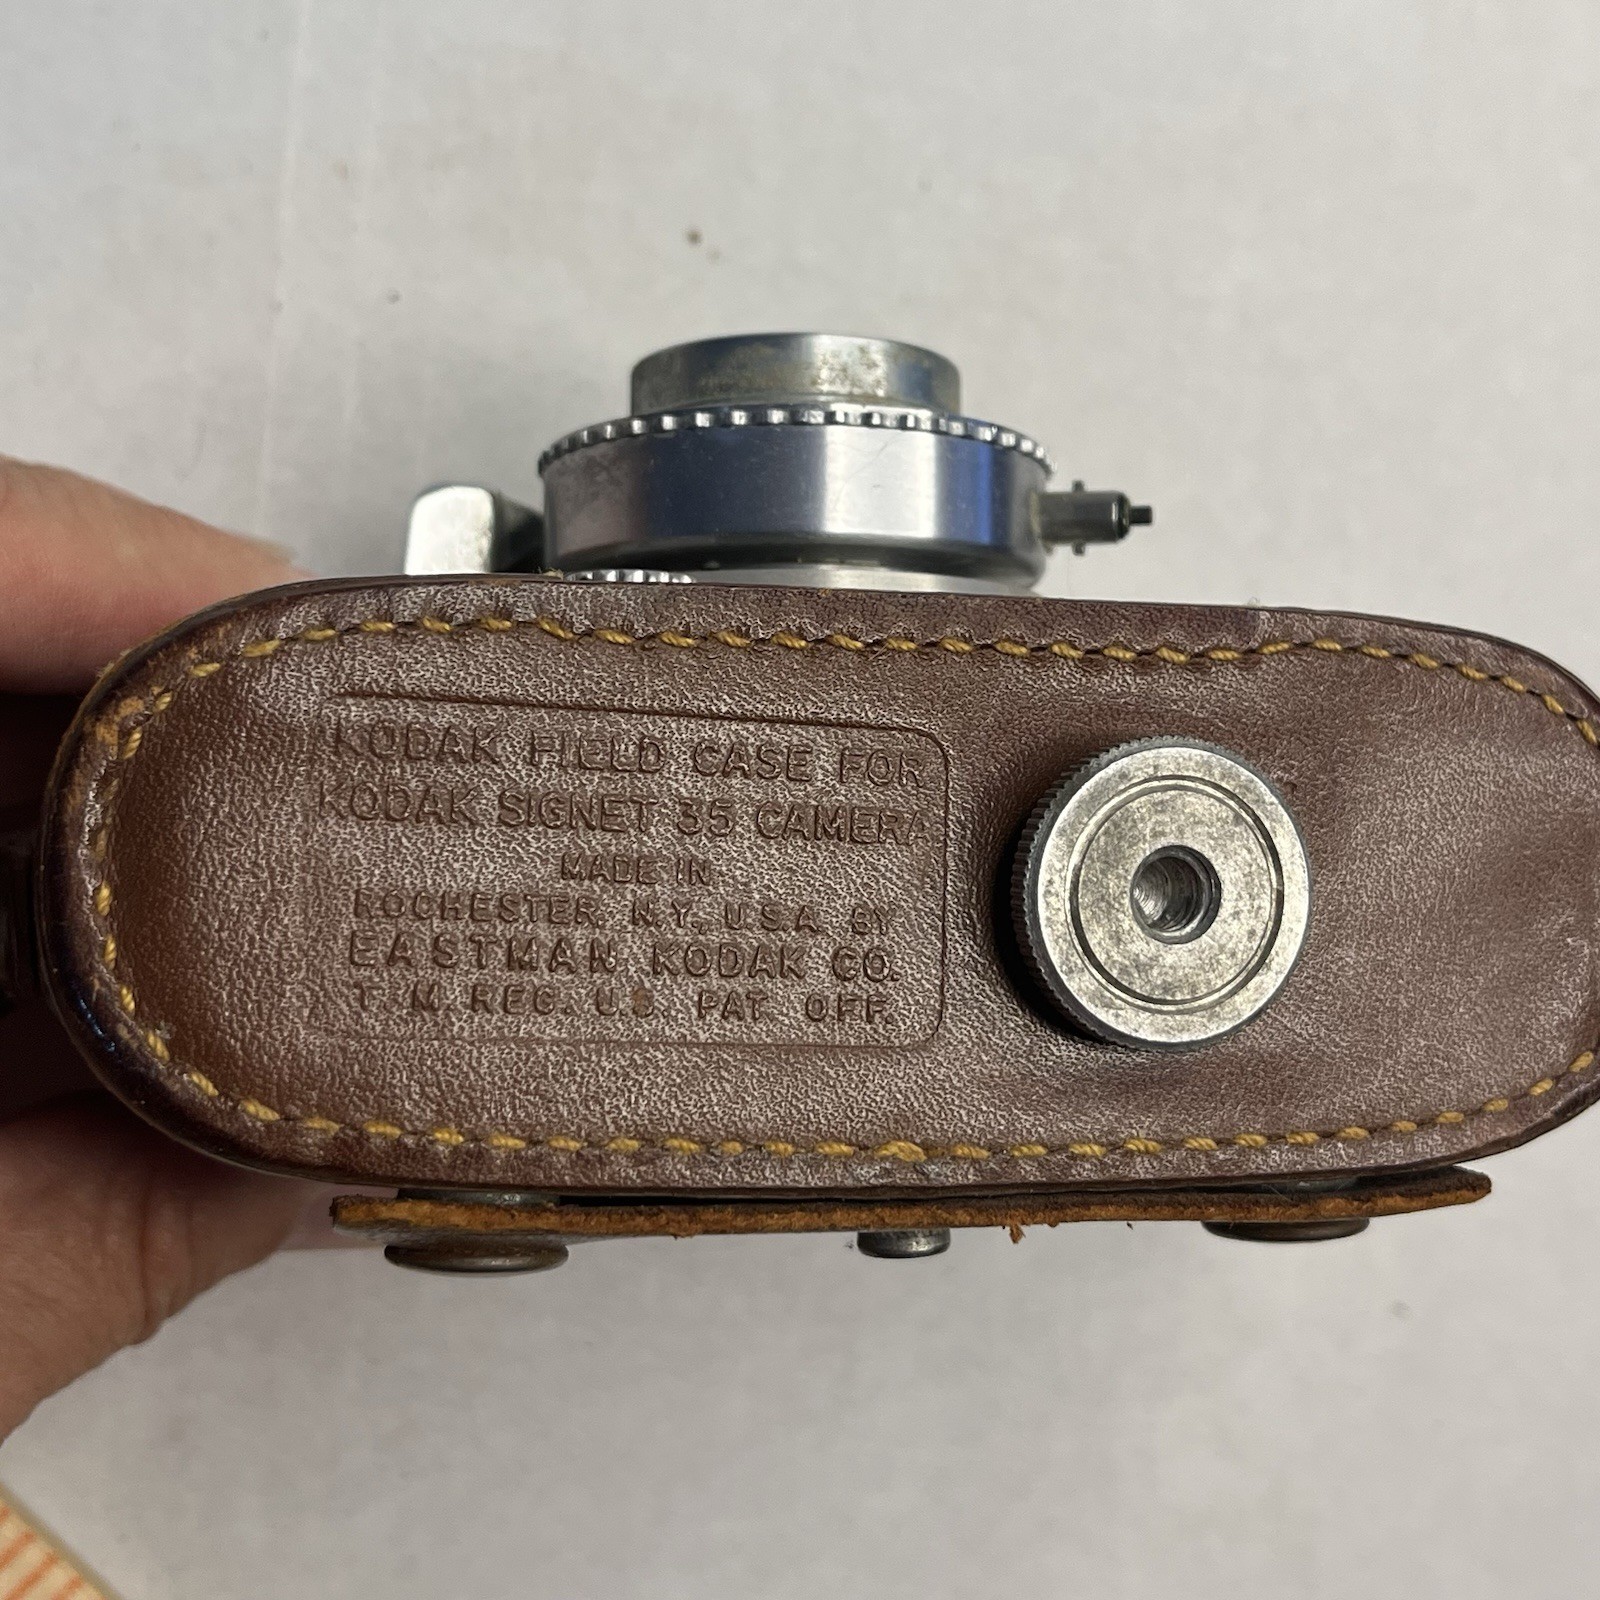 KODAK FIELD CASE FOR
KODAK SIGNET 35 CAMERA
MADE IN
ROCHESTER, N.Y., U.S.A. BY
EASTMAN KODAK CO.
T. M. REG. U.S. PAT. OFF.